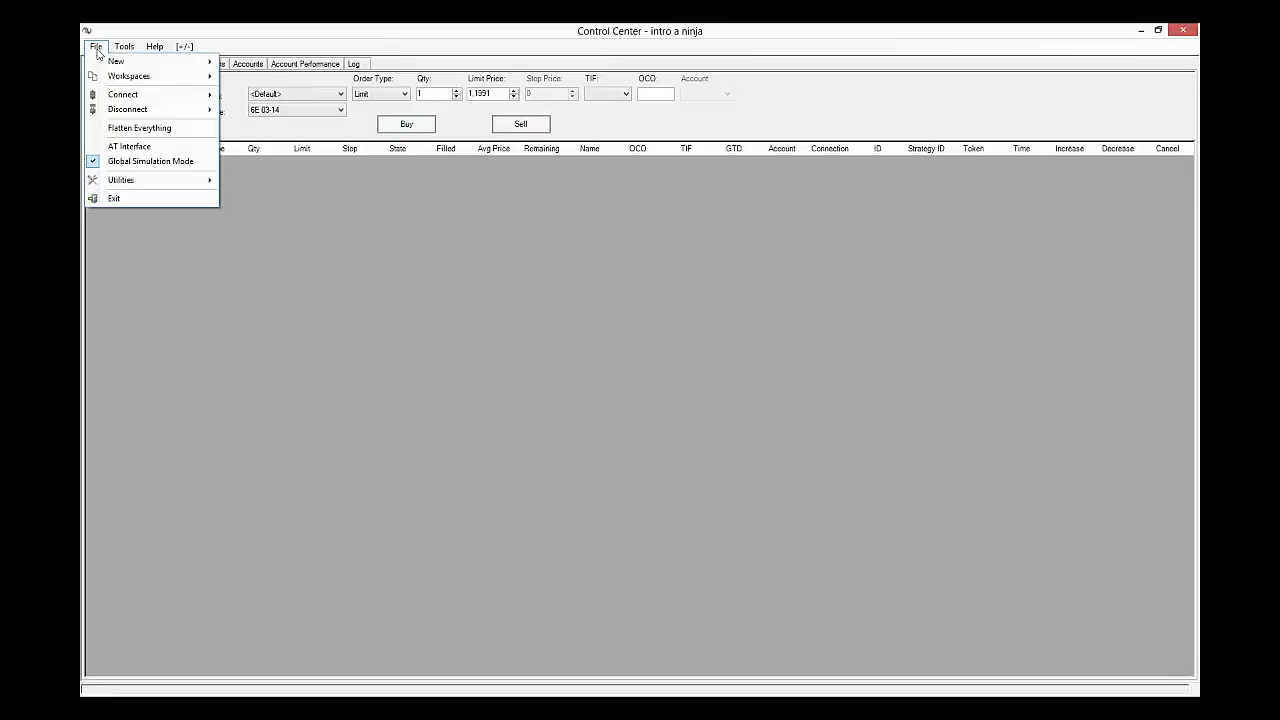 Control Center - intro a ninja
File Tools Help [+/-]
New
Workspaces
Connect
Disconnect
Flatten Everything
AT Interface
Global Simulation Mode
Utilities
Exit
Accounts Account Performance Log
Order Type: Qty: Limit Price: Stop Price: TIF: OCO: Account
<Default> Limit 1 1.1991 0
6E 03-14
Buy Sell
Qty Limit Stop State Filled Avg Price Remaining Name OCO TIF GTD Account Connection ID Strategy ID Token Time Increase Decrease Cancel